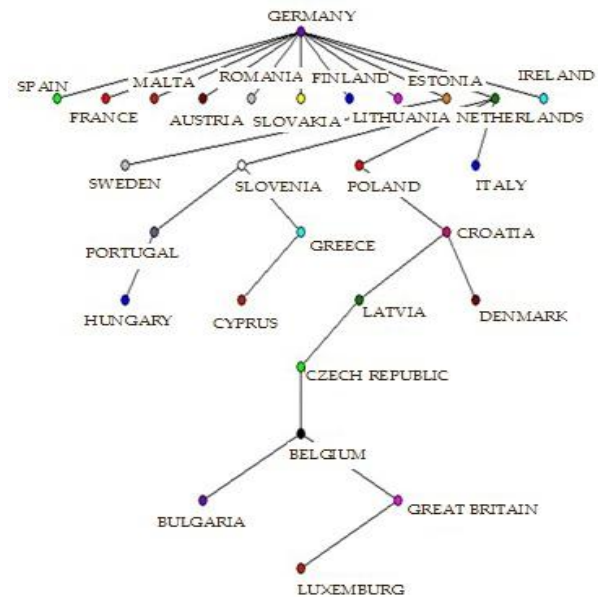 GERMANY
SPAIN
MALTA
ROMANIA
FINLAND
ESTONIA
IRELAND
FRANCE
AUSTRIA
SLOVAKIA
LITHUANIA
NETHERLANDS
SWEDEN
SLOVENIA
POLAND
ITALY
PORTUGAL
GREECE
CROATIA
HUNGARY
CYPRUS
LATVIA
DENMARK
CZECH REPUBLIC
BELGIUM
BULGARIA
GREAT BRITAIN
LUXEMBURG